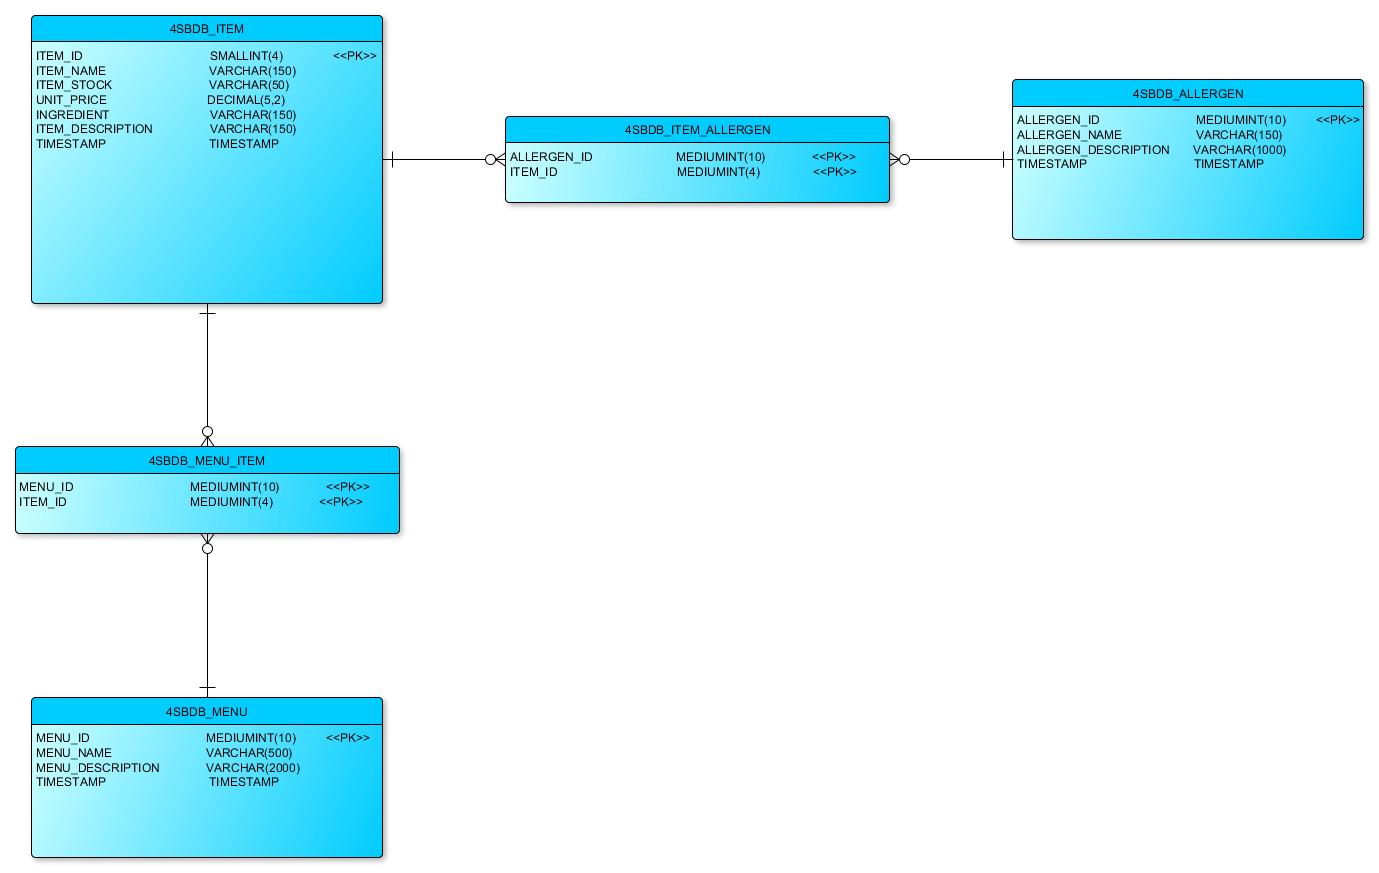 4SBDB_ITEM
ITEM_ID SMALLINT(4) <<PK>>
ITEM_NAME VARCHAR(150)
ITEM_STOCK VARCHAR(50)
UNIT_PRICE DECIMAL(5,2)
INGREDIENT VARCHAR(150)
ITEM_DESCRIPTION VARCHAR(150)
TIMESTAMP TIMESTAMP
4SBDB_ITEM_ALLERGEN
ALLERGEN_ID MEDIUMINT(10) <<PK>>
ITEM_ID MEDIUMINT(4) <<PK>>
4SBDB_ALLERGEN
ALLERGEN_ID MEDIUMINT(10) <<PK>>
ALLERGEN_NAME VARCHAR(150)
ALLERGEN_DESCRIPTION VARCHAR(1000)
TIMESTAMP TIMESTAMP
4SBDB_MENU_ITEM
MENU_ID MEDIUMINT(10) <<PK>>
ITEM_ID MEDIUMINT(4) <<PK>>
4SBDB_MENU
MENU_ID MEDIUMINT(10) <<PK>>
MENU_NAME VARCHAR(500)
MENU_DESCRIPTION VARCHAR(2000)
TIMESTAMP TIMESTAMP